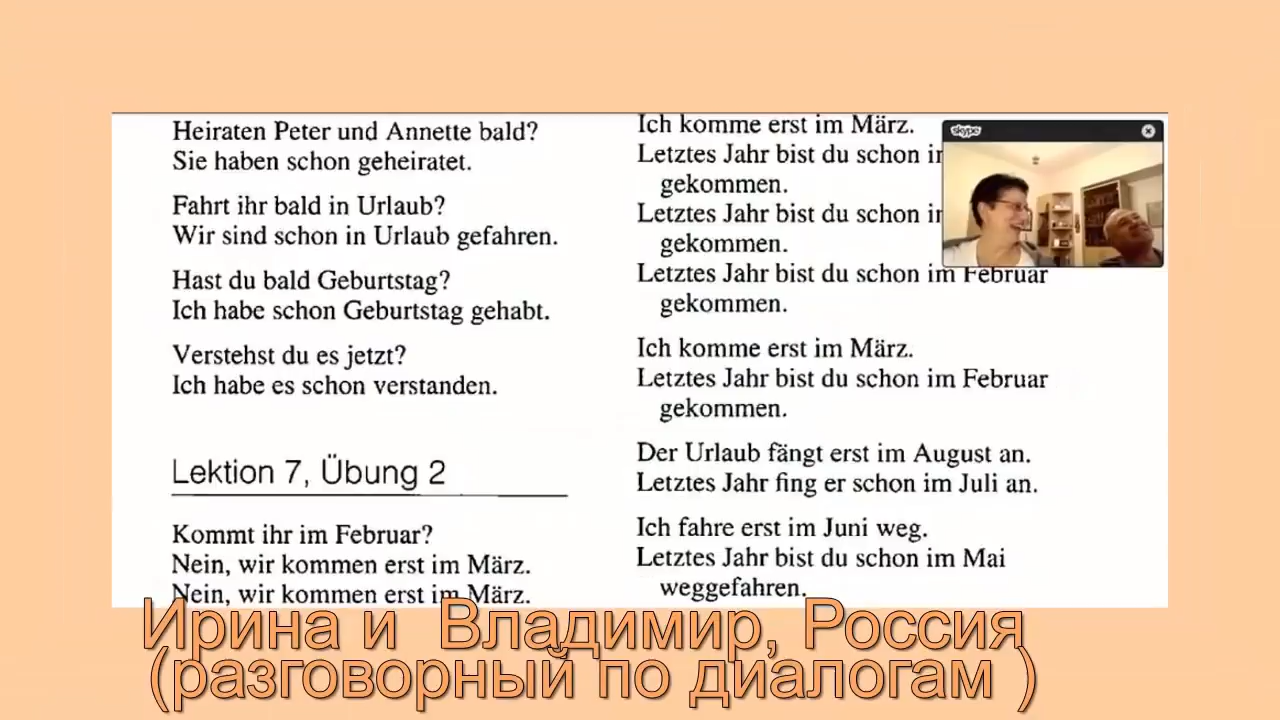 Heiraten Peter und Annette bald?
Sie haben schon geheiratet.
Fahrt ihr bald in Urlaub?
Wir sind schon in Urlaub gefahren.
Hast du bald Geburtstag?
Ich habe schon Geburtstag gehabt.
Verstehst du es jetzt?
Ich habe es schon verstanden.
Lektion 7, Übung 2
Kommt ihr im Februar?
Nein, wir kommen erst im März.
Nein, wir kommen erst im März.
Ich komme erst im März.
Letztes Jahr bist du schon
gekommen.
Letztes Jahr bist du schon
gekommen.
Letztes Jahr bist du schon im Februar
gekommen.
Ich komme erst im März.
Letztes Jahr bist du schon im Februar
gekommen.
Der Urlaub fängt erst im August an.
Letztes Jahr fing er schon im Juli an.
Ich fahre erst im Juni weg.
Letztes Jahr bist du schon im Mai
weggefahren.
skype
Ирина и Владимир, Россия
(разговорный по диалогам )